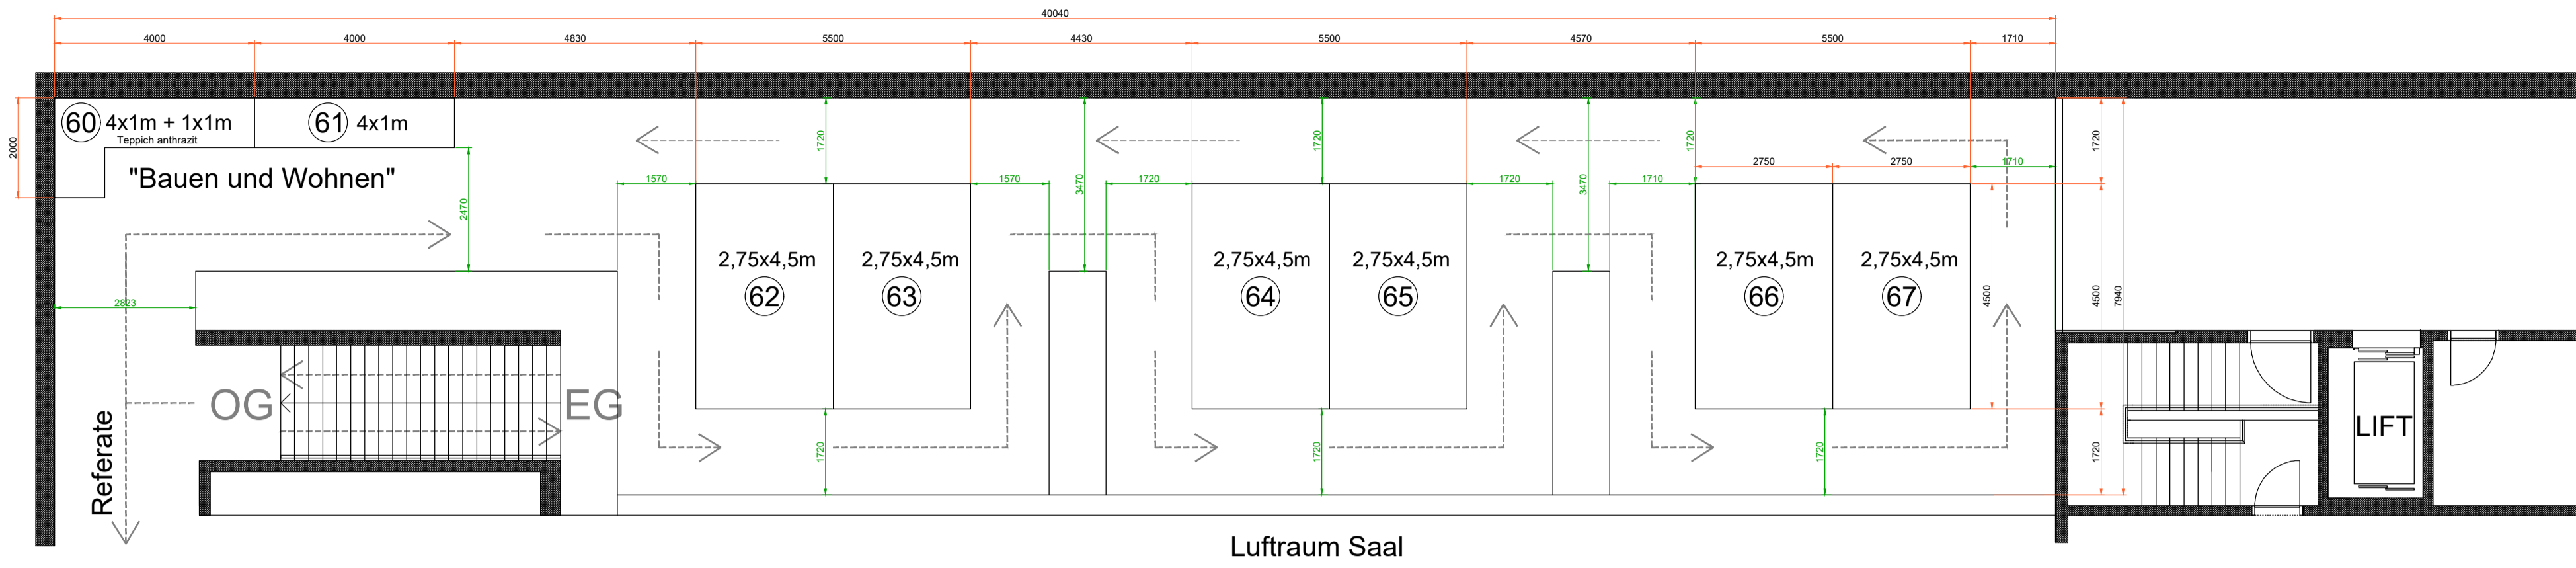 40040
4000
4000
4830
5500
4430
5500
4570
5500
1710
60
4x1m + 1x1m
Teppich anthrazit
61
4x1m
2000
"Bauen und Wohnen"
2470
2823
1570
1720
1570
3470
1720
1720
1720
3470
1710
1720
2750
2750
1710
1720
2,75x4,5m
62
2,75x4,5m
63
2,75x4,5m
64
2,75x4,5m
65
2,75x4,5m
66
2,75x4,5m
67
4500
4500
7940
OG
EG
Referate
1720
1720
1720
1720
LIFT
Luftraum Saal